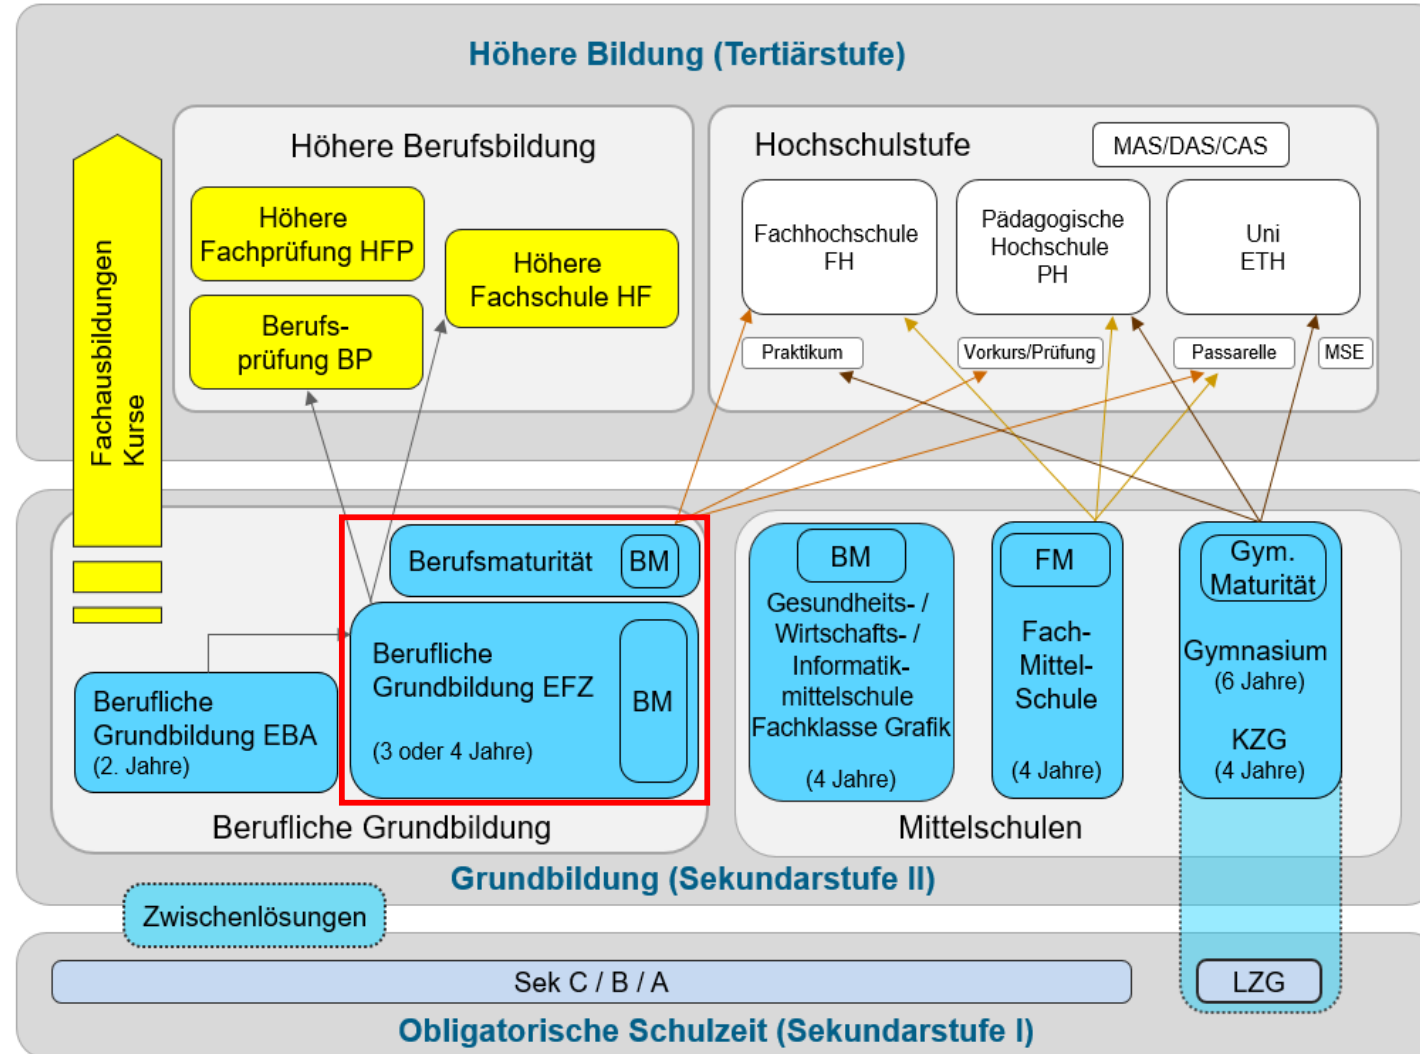 Höhere Bildung (Tertiärstufe)
Fachausbildungen
Kurse
Höhere Berufsbildung
Höhere
Fachprüfung HFP
Berufs-
prüfung BP
Höhere
Fachschule HF
Hochschulstufe
MAS/DAS/CAS
Fachhochschule
FH
Pädagogische
Hochschule
PH
Uni
ETH
Praktikum
Vorkurs/Prüfung
Passarelle
MSE
Berufsmaturität
BM
Berufliche
Grundbildung EFZ
(3 oder 4 Jahre)
BM
Berufliche
Grundbildung EBA
(2. Jahre)
Berufliche Grundbildung
BM
Gesundheits- /
Wirtschafts- /
Informatik-
mittelschule
Fachklasse Grafik
(4 Jahre)
FM
Fach-
Mittel-
Schule
(4 Jahre)
Gym.
Maturität
Gymnasium
(6 Jahre)
KZG
(4 Jahre)
Mittelschulen
Grundbildung (Sekundarstufe II)
Zwischenlösungen
Sek C / B / A
LZG
Obligatorische Schulzeit (Sekundarstufe I)